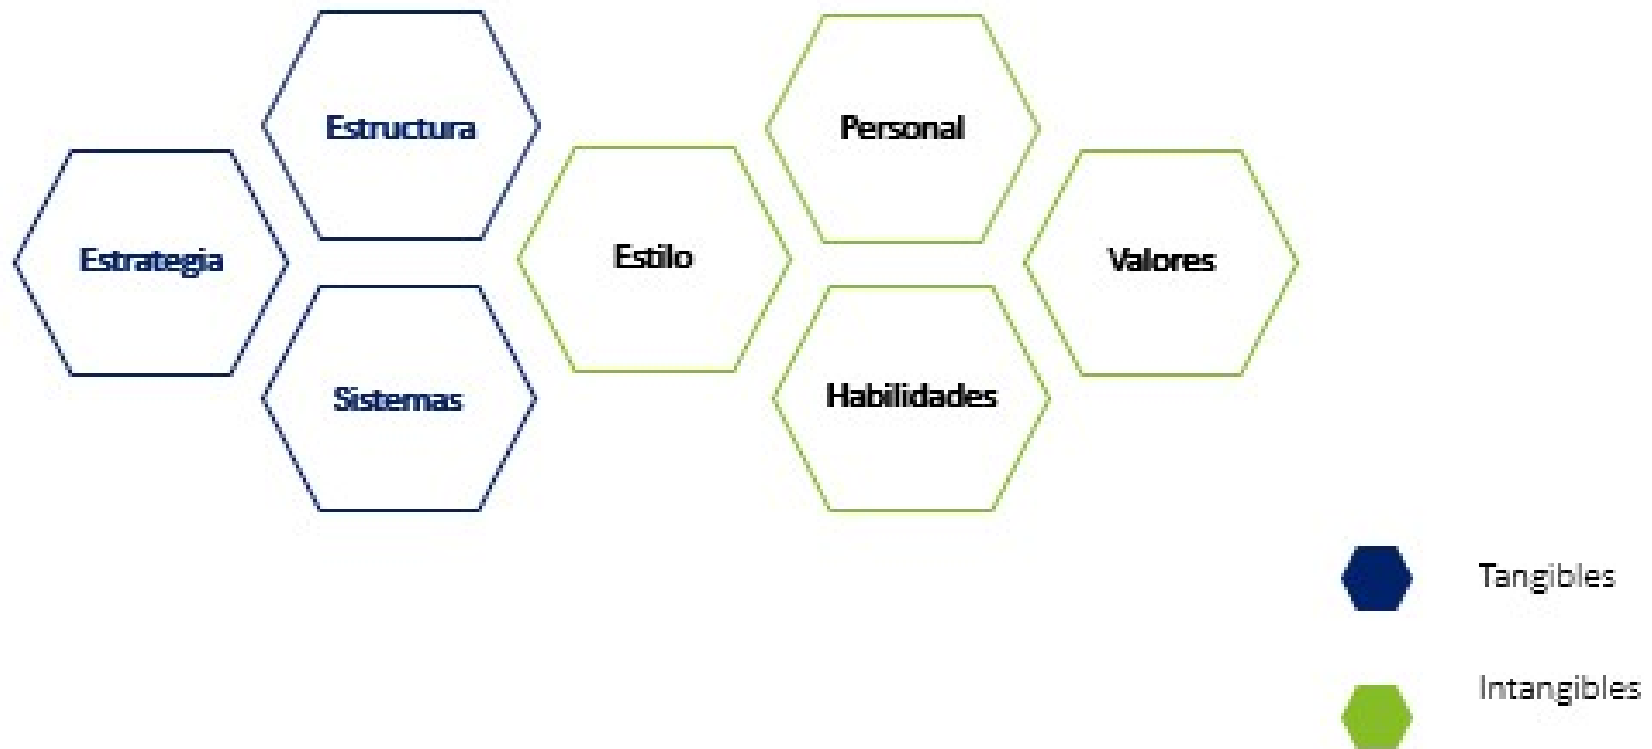 Estructura
Personal
Estrategia
Estilo
Valores
Sistemas
Habilidades
Tangibles
Intangibles